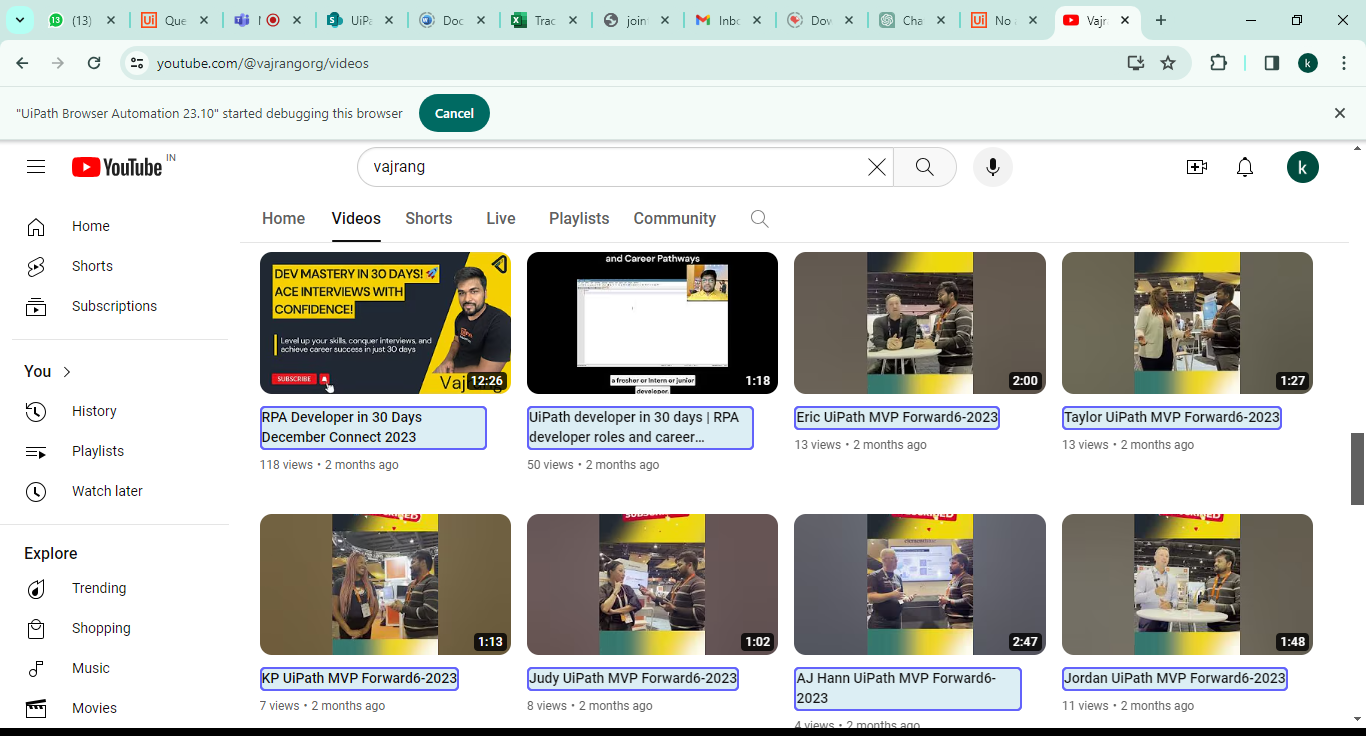 (13)
Que
UiPa
Doc
Trac
join
Inbo
Dov
Cha
No
Vajr
youtube.com/@vajrangorg/videos
k
"UiPath Browser Automation 23.10" started debugging this browser
Cancel
YouTube IN
vajrang
k
Home Videos Shorts Live Playlists Community
Home
Shorts
Subscriptions
You
History
Playlists
Watch later
Explore
Trending
Shopping
Music
Movies
DEV MASTERY IN 30 DAYS! 🚀
ACE INTERVIEWS WITH
CONFIDENCE!
Level up your skills, conquer interviews, and
achieve career success in just 30 days
SUBSCRIBE
Vaj
12:26
RPA Developer in 30 Days
December Connect 2023
118 views • 2 months ago
and Career Pathways
a fresher or Intern or junior
developer.
1:18
UiPath developer in 30 days | RPA
developer roles and career...
50 views • 2 months ago
2:00
Eric UiPath MVP Forward6-2023
13 views • 2 months ago
1:27
Taylor UiPath MVP Forward6-2023
13 views • 2 months ago
1:13
KP UiPath MVP Forward6-2023
7 views • 2 months ago
1:02
Judy UiPath MVP Forward6-2023
8 views • 2 months ago
2:47
AJ Hann UiPath MVP Forward6-
2023
4 views • 2 months ago
1:48
Jordan UiPath MVP Forward6-2023
11 views • 2 months ago